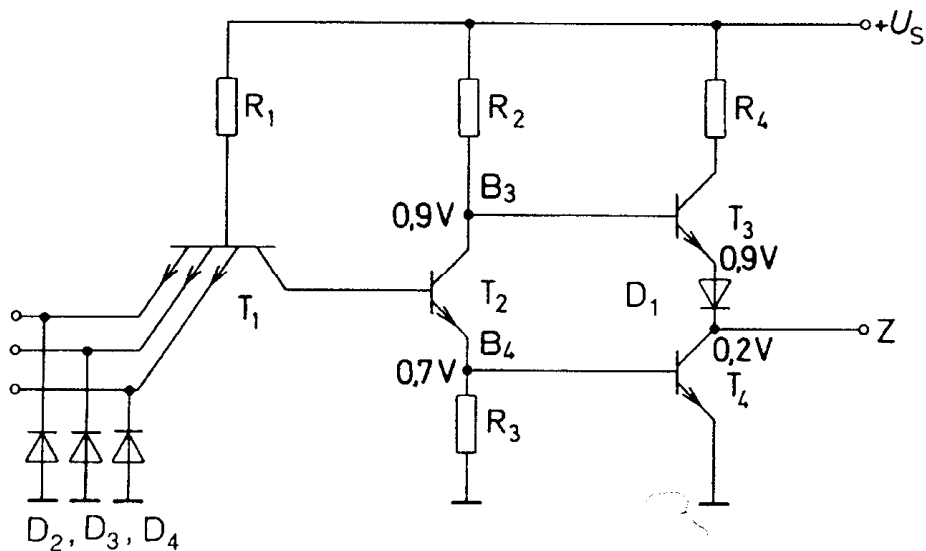 +U_S
R_1
R_2
R_4
B_3
0,9V
T_3
0,9V
T_1
T_2
D_1
Z
B_4
0,2V
0,7V
T_4
R_3
D_2, D_3, D_4